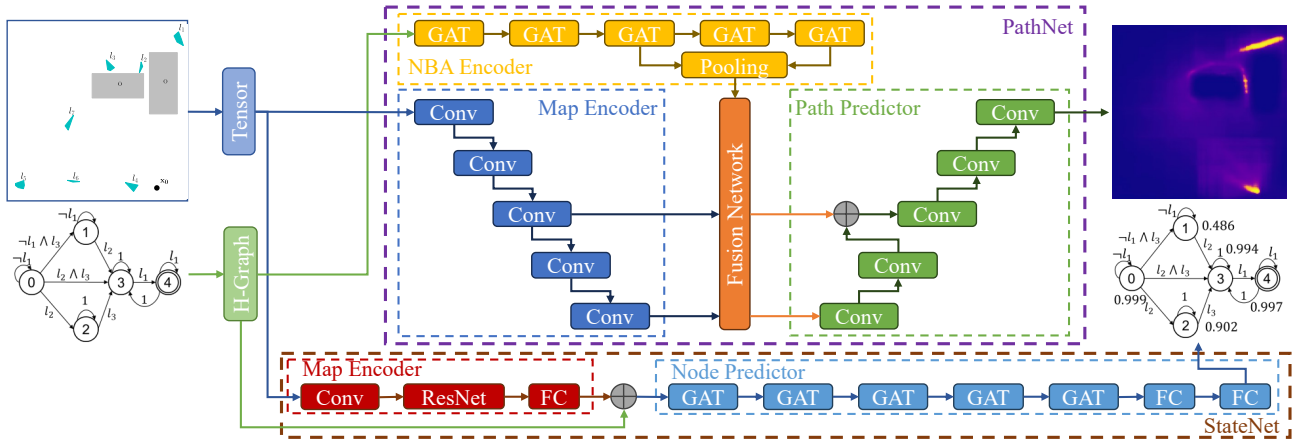 l₁
l₃
l₂
o
o
l₇
l₅
l₆
l₄
x₀
¬l₁
1
¬l₁ ∧ l₃
l₂
1
l₁
¬l₁
0
l₂ ∧ l₃
3
l₁
4
1
l₂
1
l₃
2
Tensor
H-Graph
PathNet
GAT
GAT
GAT
GAT
GAT
NBA Encoder
Pooling
Map Encoder
Conv
Conv
Conv
Conv
Conv
Fusion Network
Path Predictor
Conv
Conv
Conv
Conv
Conv
Map Encoder
Conv
ResNet
FC
Node Predictor
GAT
GAT
GAT
GAT
GAT
FC
FC
StateNet
¬l₁
1
0.486
¬l₁ ∧ l₃
l₂
0.994
1
l₁
¬l₁
0
l₂ ∧ l₃
3
l₁
4
0.999
1
0.997
l₂
1
l₃
2
0.902